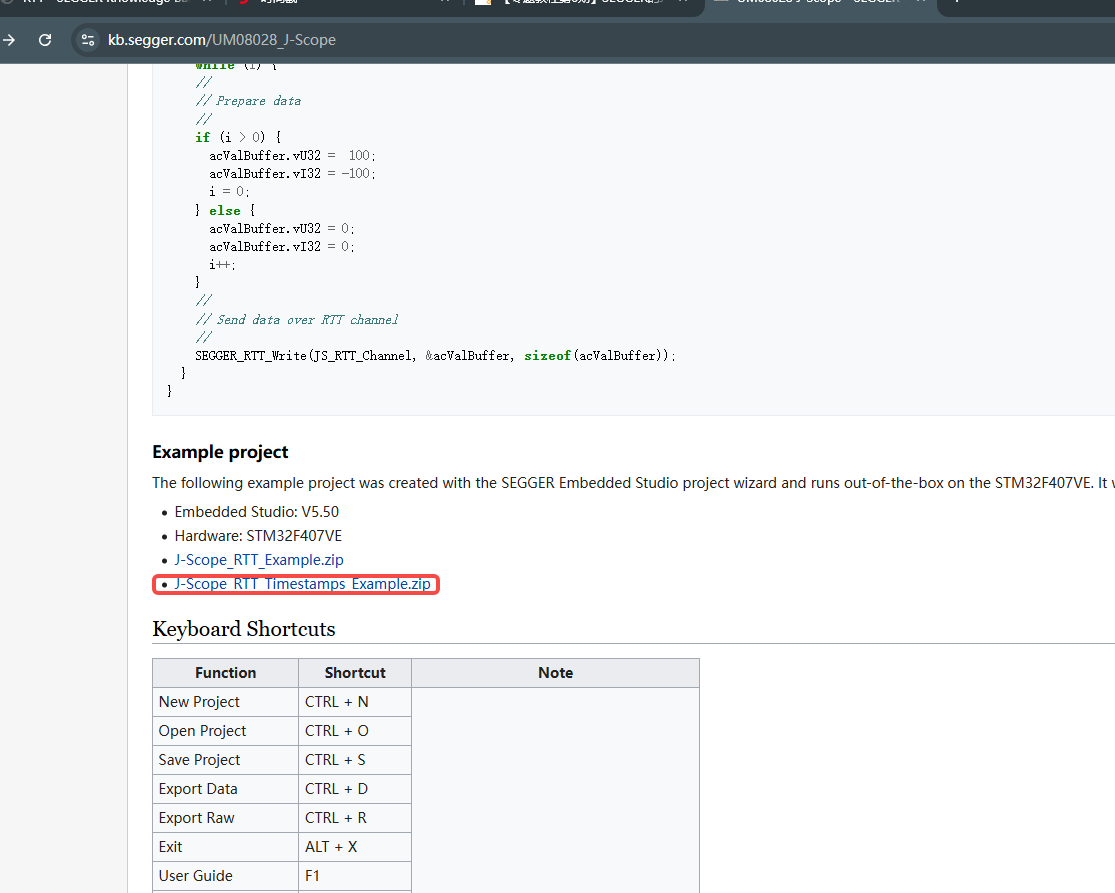 kb.segger.com/UM08028_J-Scope
while (1) {
//
// Prepare data
//
if (i > 0) {
acValBuffer.vU32 =  100;
acValBuffer.vI32 = -100;
i = 0;
} else {
acValBuffer.vU32 = 0;
acValBuffer.vI32 = 0;
i++;
}
//
// Send data over RTT channel
//
SEGGER_RTT_Write(JS_RTT_Channel, &acValBuffer, sizeof(acValBuffer));
}
}
Example project
The following example project was created with the SEGGER Embedded Studio project wizard and runs out-of-the-box on the STM32F407VE. It
Embedded Studio: V5.50
Hardware: STM32F407VE
J-Scope_RTT_Example.zip
J-Scope_RTT_Timestamps_Example.zip
Keyboard Shortcuts
Function Shortcut Note
New Project CTRL + N
Open Project CTRL + O
Save Project CTRL + S
Export Data CTRL + D
Export Raw CTRL + R
Exit ALT + X
User Guide F1